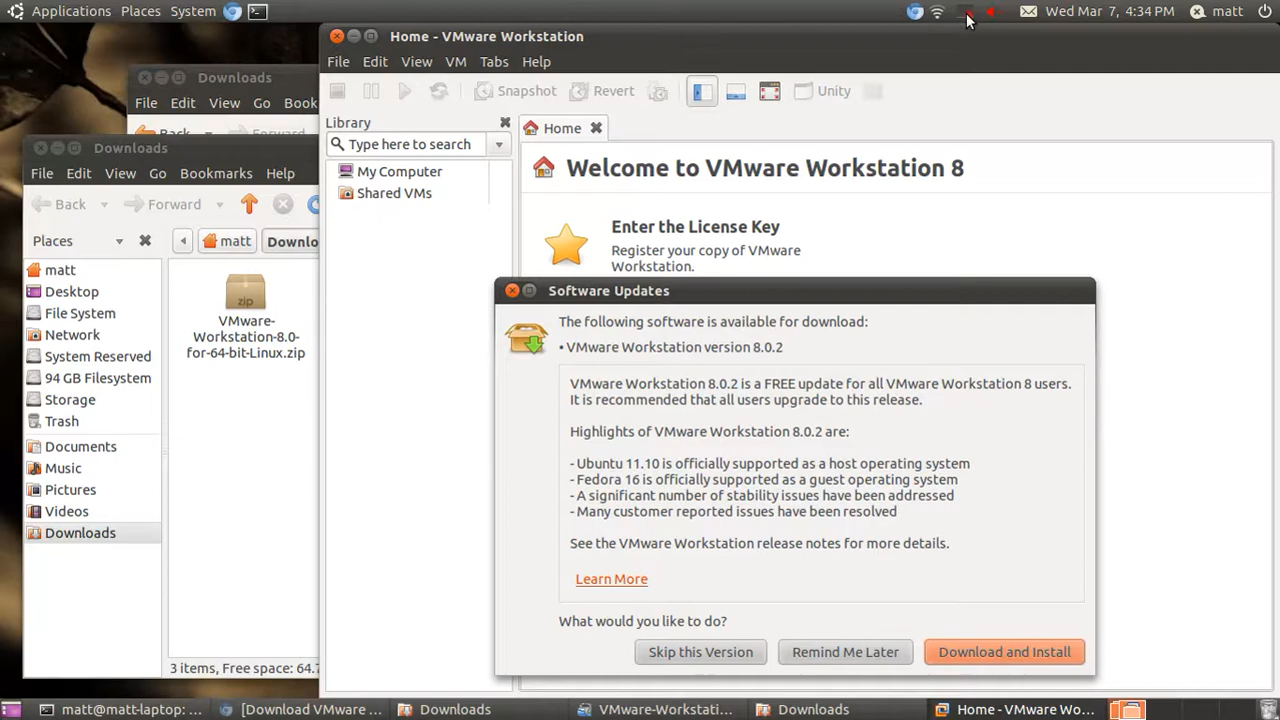 Applications Places System
Wed Mar 7, 4:34 PM matt
Home - VMware Workstation
File Edit View VM Tabs Help
Snapshot Revert Unity
Library
Type here to search
My Computer
Shared VMs
Home
Welcome to VMware Workstation 8
Enter the License Key
Register your copy of VMware
Workstation.
Downloads
File Edit View Go Book
Back Forward
Downloads
File Edit View Go Bookmarks Help
Back Forward
Places
matt
Downlo
matt
Desktop
File System
Network
System Reserved
94 GB Filesystem
Storage
Trash
Documents
Music
Pictures
Videos
Downloads
zip
VMware-
Workstation-8.0-
for-64-bit-Linux.zip
3 items, Free space: 64.7
Software Updates
The following software is available for download:
• VMware Workstation version 8.0.2
VMware Workstation 8.0.2 is a FREE update for all VMware Workstation 8 users.
It is recommended that all users upgrade to this release.
Highlights of VMware Workstation 8.0.2 are:
- Ubuntu 11.10 is officially supported as a host operating system
- Fedora 16 is officially supported as a guest operating system
- A significant number of stability issues have been addressed
- Many customer reported issues have been resolved
See the VMware Workstation release notes for more details.
Learn More
What would you like to do?
Skip this Version Remind Me Later Download and Install
matt@matt-laptop: ... [Download VMware ... Downloads VMware-Workstati... Downloads Home - VMware Wo...